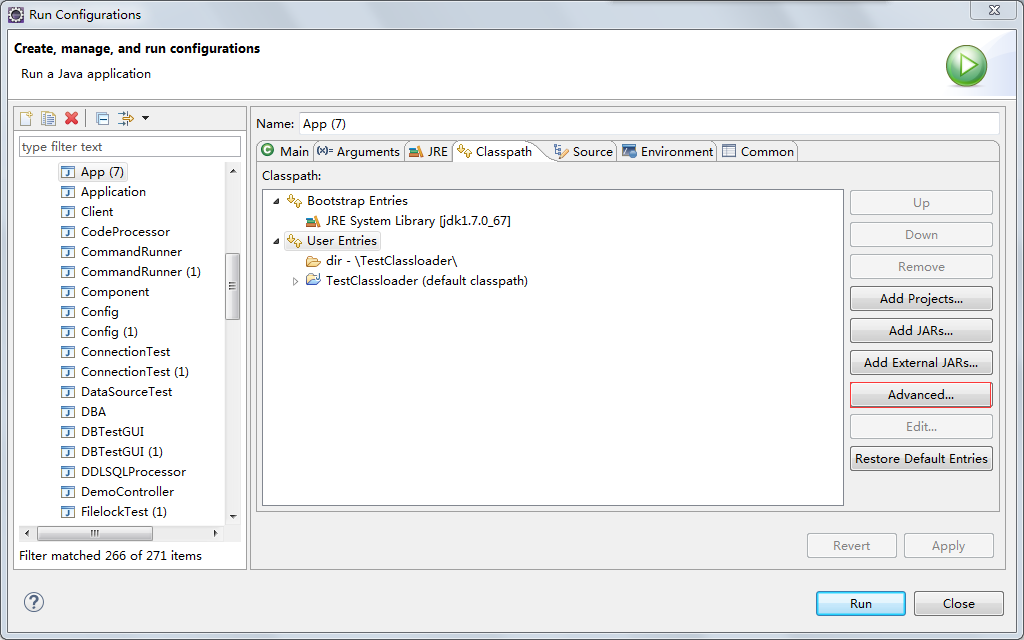 Run Configurations
Create, manage, and run configurations
Run a Java application
type filter text
App (7)
Application
Client
CodeProcessor
CommandRunner
CommandRunner (1)
Component
Config
Config (1)
ConnectionTest
ConnectionTest (1)
DataSourceTest
DBA
DBTestGUI
DBTestGUI (1)
DDLSQLProcessor
DemoController
FilelockTest (1)
Filter matched 266 of 271 items
Name: App (7)
Main (x)= Arguments JRE Classpath Source Environment Common
Classpath:
Bootstrap Entries
JRE System Library [jdk1.7.0_67]
User Entries
dir - \TestClassloader\
TestClassloader (default classpath)
Up
Down
Remove
Add Projects...
Add JARs...
Add External JARs...
Advanced...
Edit...
Restore Default Entries
Revert Apply
Run Close